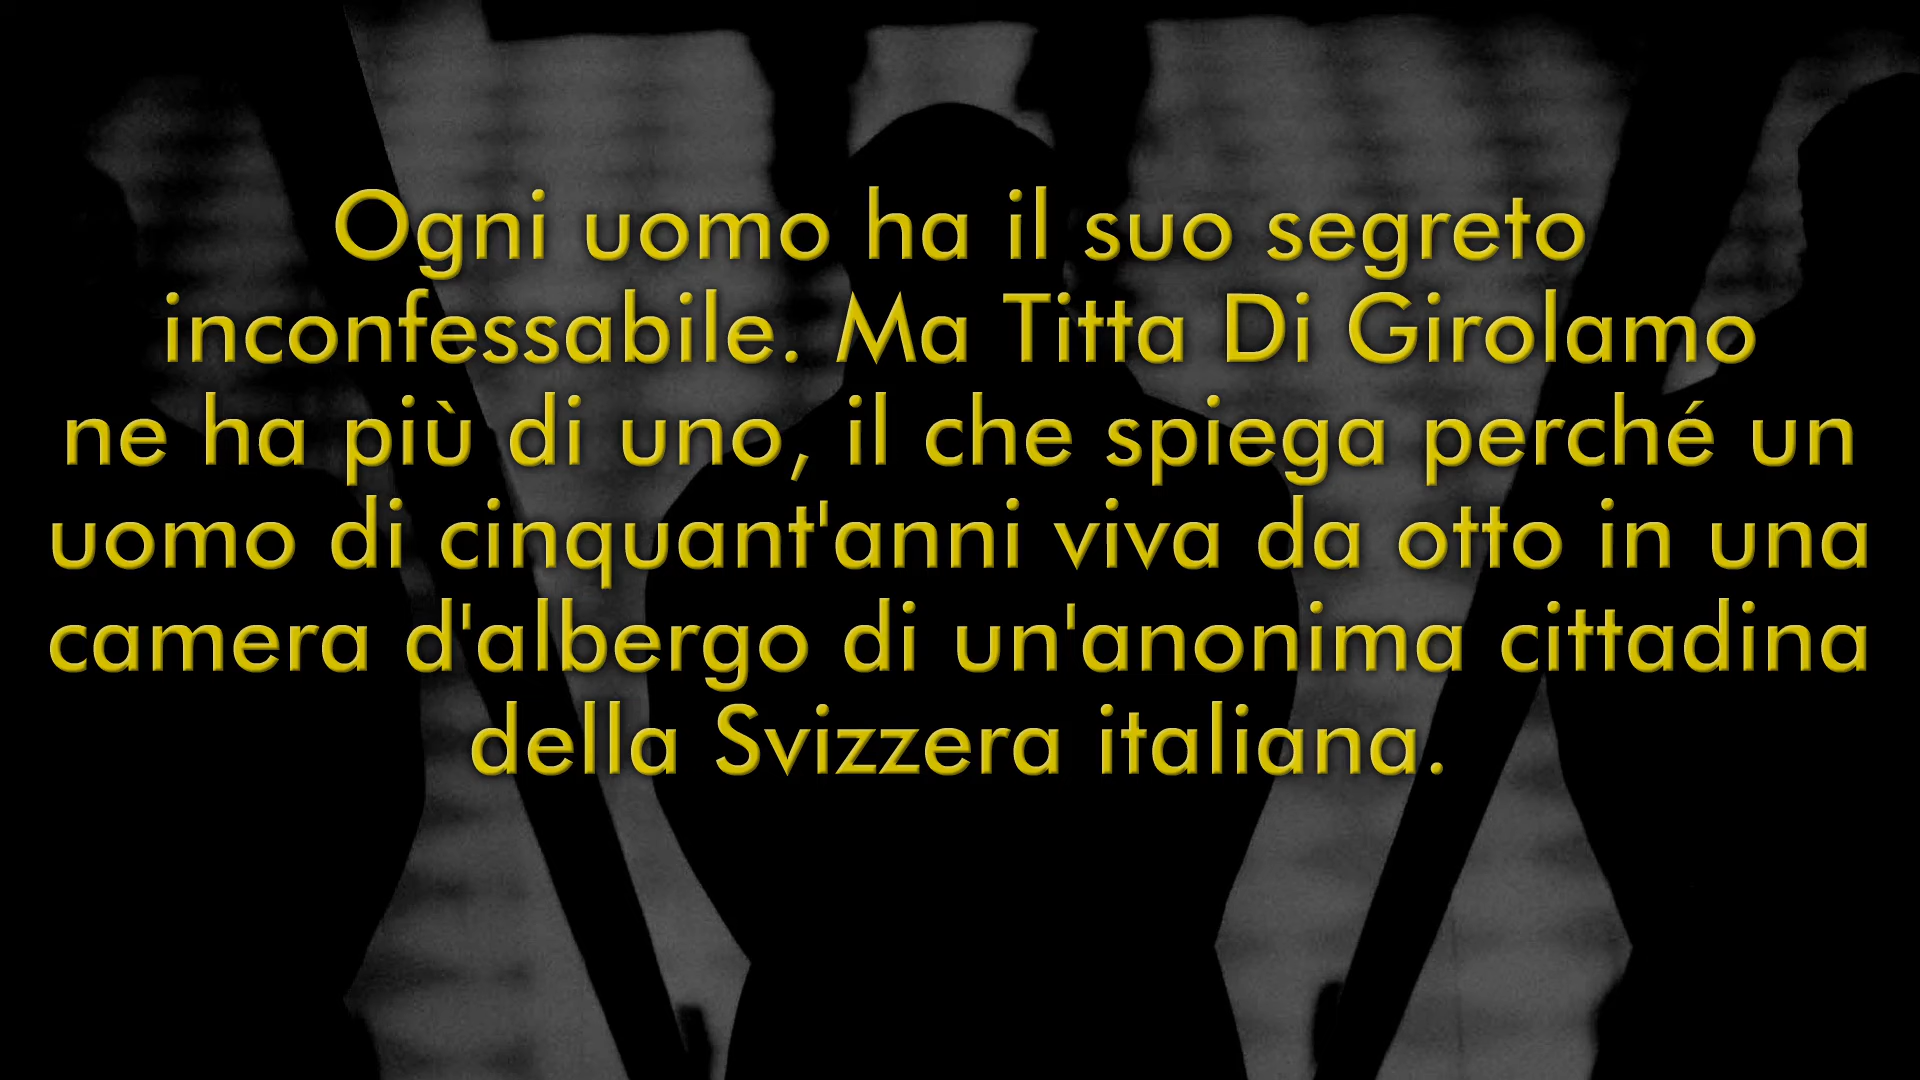 Ogni uomo ha il suo segreto
inconfessabile. Ma Titta Di Girolamo
ne ha più di uno, il che spiega perché un
uomo di cinquant'anni viva da otto in una
camera d'albergo di un'anonima cittadina
della Svizzera italiana.